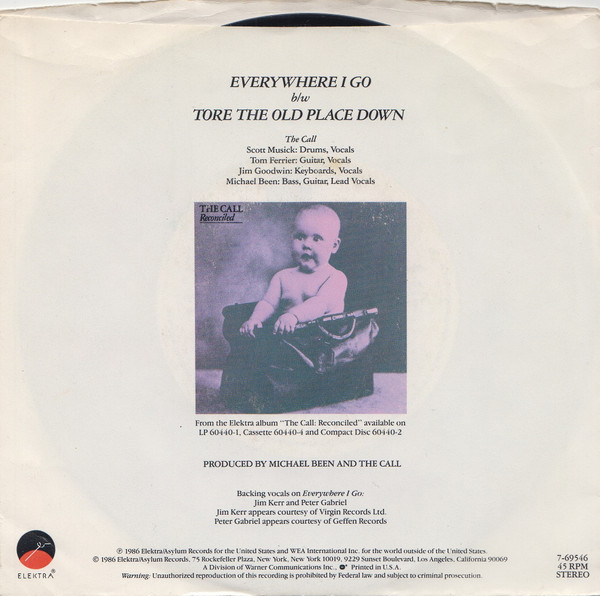 EVERYWHERE I GO
b/w
TORE THE OLD PLACE DOWN
The Call
Scott Musick: Drums, Vocals
Tom Ferrier: Guitar, Vocals
Jim Goodwin: Keyboards, Vocals
Michael Been: Bass, Guitar, Lead Vocals
THE CALL
Reconciled
From the Elektra album "The Call: Reconciled" available on
LP 60440-1, Cassette 60440-4 and Compact Disc 60440-2
PRODUCED BY MICHAEL BEEN AND THE CALL
Backing vocals on Everywhere I Go:
Jim Kerr and Peter Gabriel
Jim Kerr appears courtesy of Virgin Records Ltd.
Peter Gabriel appears courtesy of Geffen Records
ELEKTRA®
℗ 1986 Elektra/Asylum Records for the United States and WEA International Inc. for the world outside of the United States.
© 1986 Elektra/Asylum Records, 75 Rockefeller Plaza, New York, New York 10019, 9229 Sunset Boulevard, Los Angeles, California 90069
A Division of Warner Communications Inc., Printed in U.S.A.
Warning: Unauthorized reproduction of this recording is prohibited by Federal law and subject to criminal prosecution.
7-69546
45 RPM
STEREO